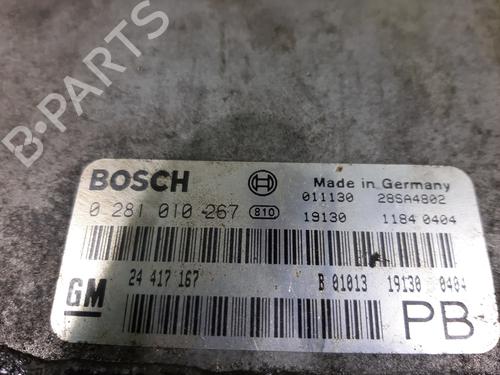 B-PARTS
BOSCH Made in Germany
011130 28SA4802
0 281 010 267 810 19130 1184 0404
24 417 167 B 01013 19130 0404
GM
PB